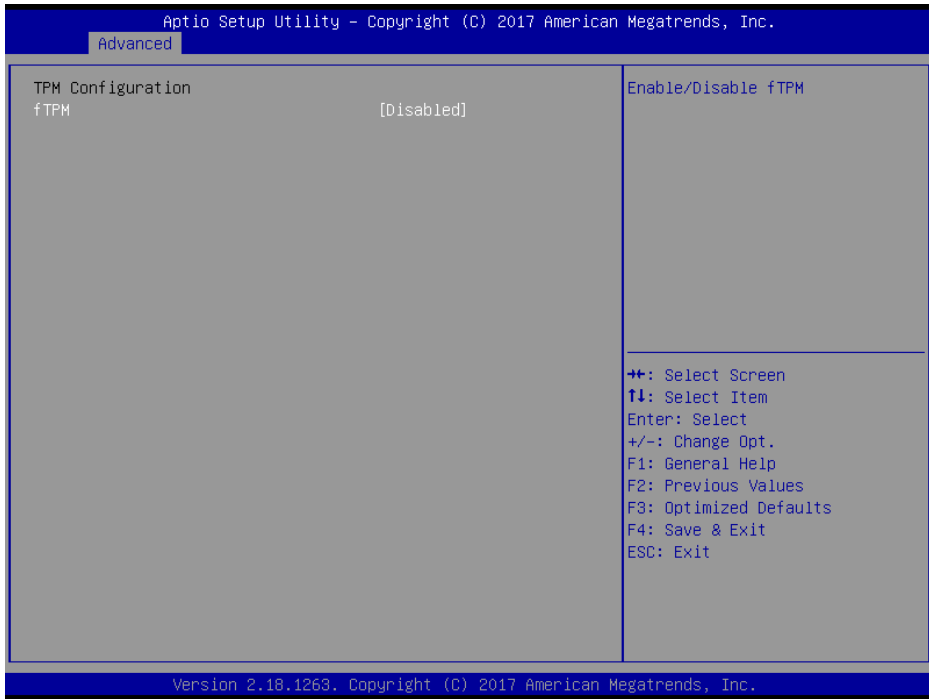 Aptio Setup Utility – Copyright (C) 2017 American Megatrends, Inc.
Advanced
TPM Configuration
fTPM [Disabled]
Enable/Disable fTPM
→←: Select Screen
↑↓: Select Item
Enter: Select
+/-: Change Opt.
F1: General Help
F2: Previous Values
F3: Optimized Defaults
F4: Save & Exit
ESC: Exit
Version 2.18.1263. Copyright (C) 2017 American Megatrends, Inc.